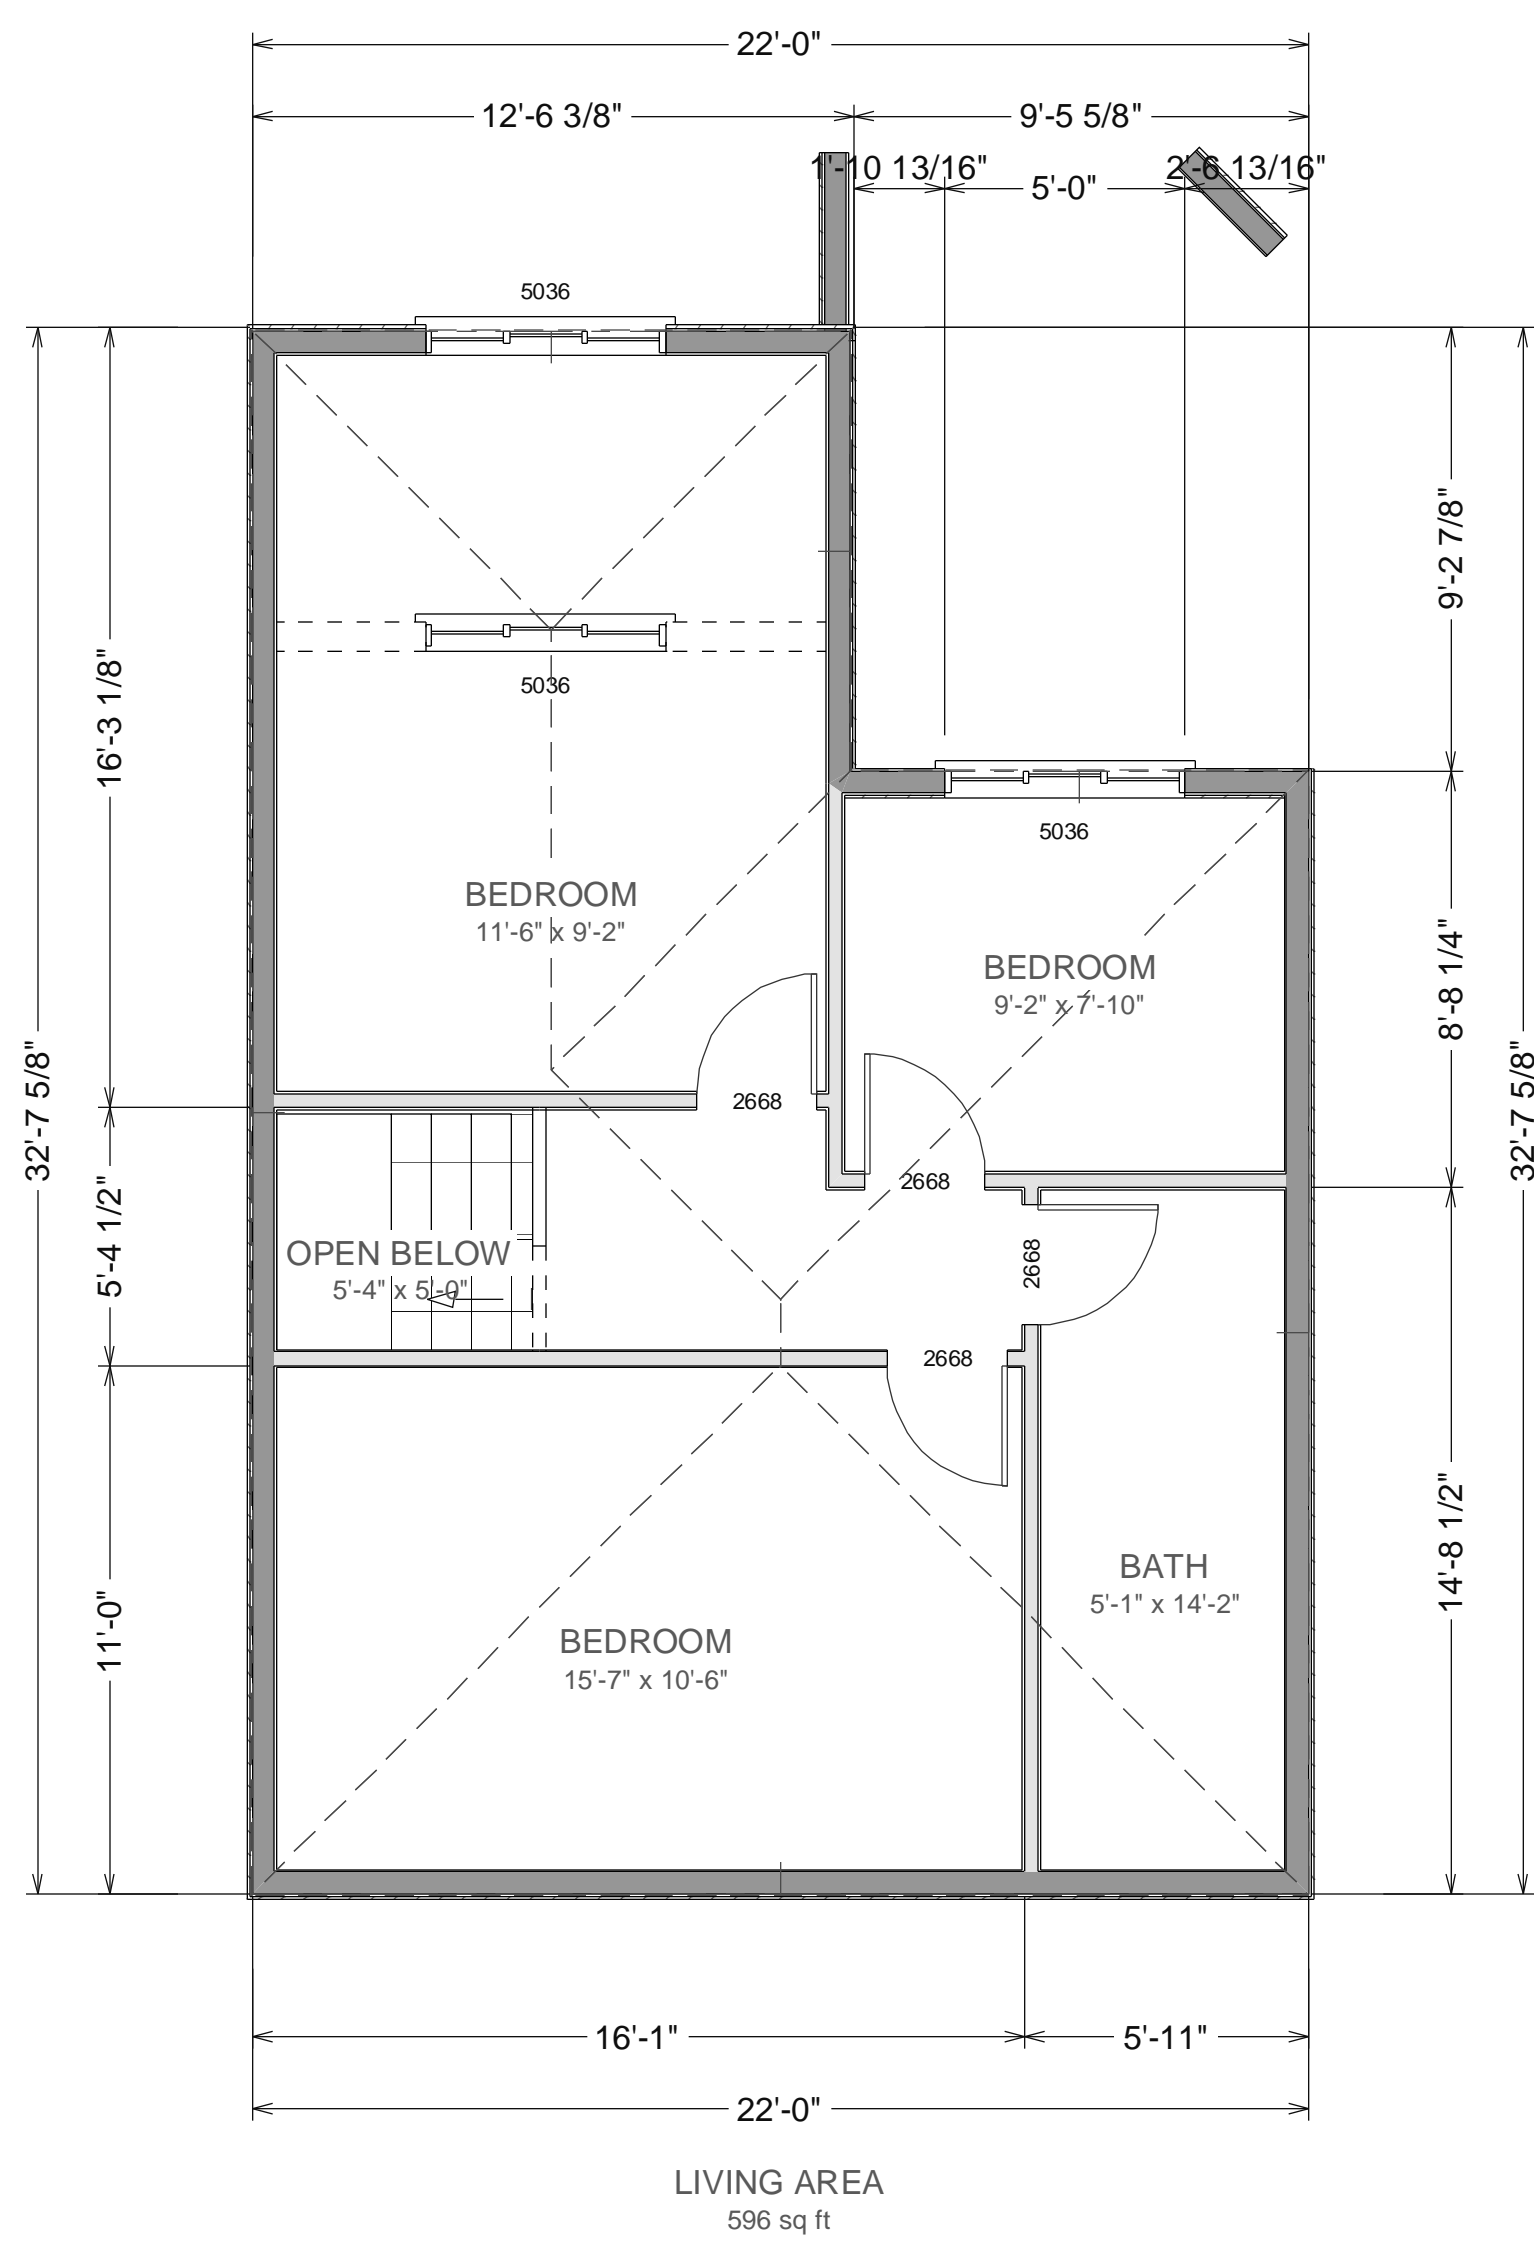 22'-0"
12'-6 3/8"
9'-5 5/8"
1'-10 13/16"
2'-6 13/16"
5'-0"
5036
9'-2 7/8"
16'-3 1/8"
5036
5036
BEDROOM
11'-6" x 9'-2"
BEDROOM
9'-2" x 7'-10"
8'-8 1/4"
2668
32'-7 5/8"
32'-7 5/8"
2668
5'-4 1/2"
OPEN BELOW
5'-4" x 5'-0"
2668
2668
14'-8 1/2"
BATH
5'-1" x 14'-2"
11'-0"
BEDROOM
15'-7" x 10'-6"
16'-1"
5'-11"
22'-0"
LIVING AREA
596 sq ft